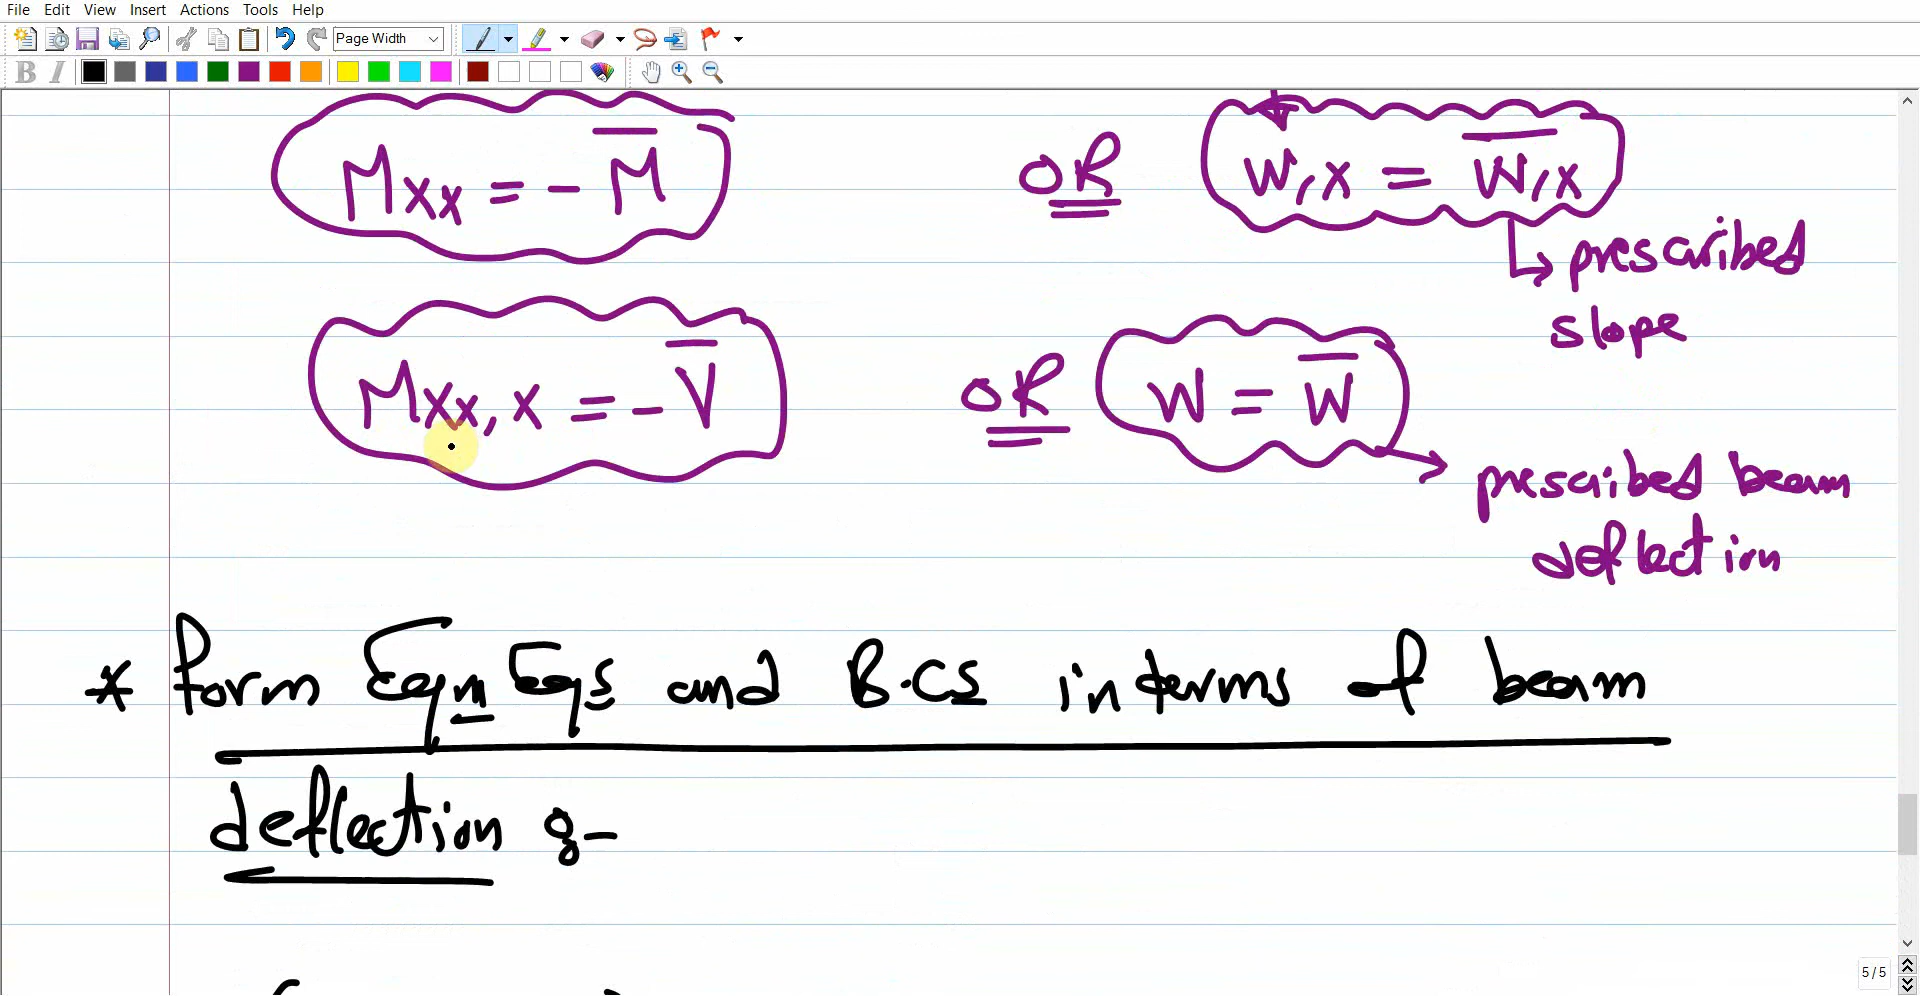 File Edit View Insert Actions Tools Help
Page Width
B I
Mxx = - M̅ OR w,x = w̅,x̅
prescribed
slope
Mxx,x = - V̅ OR w = w̅
prescribed beam
deflection
* form Eqm Eqs and B.Cs in terms of beam
deflection :-
5 / 5